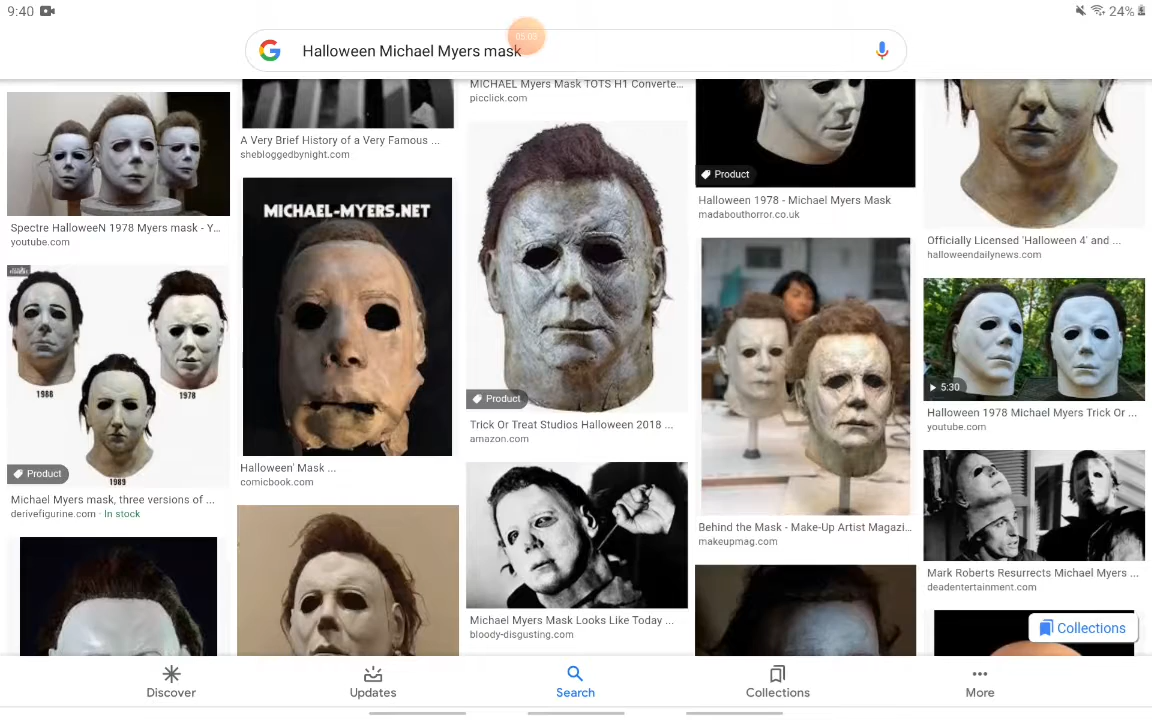 9:40
24%
05:03
Halloween Michael Myers mask
Spectre HalloweeN 1978 Myers mask - Y...
youtube.com
1988
1978
1989
Product
Michael Myers mask, three versions of ...
derivefigurine.com · In stock
A Very Brief History of a Very Famous ...
shebloggedbynight.com
MICHAEL-MYERS.NET
Halloween' Mask ...
comicbook.com
MICHAEL Myers Mask TOTS H1 Converte...
picclick.com
Product
Trick Or Treat Studios Halloween 2018 ...
amazon.com
Michael Myers Mask Looks Like Today ...
bloody-disgusting.com
Product
Halloween 1978 - Michael Myers Mask
madabouthorror.co.uk
Behind the Mask - Make-Up Artist Magazi...
makeupmag.com
Officially Licensed 'Halloween 4' and ...
halloweendailynews.com
5:30
Halloween 1978 Michael Myers Trick Or ...
youtube.com
Mark Roberts Resurrects Michael Myers ...
deadentertainment.com
Collections
Discover
Updates
Search
Collections
More